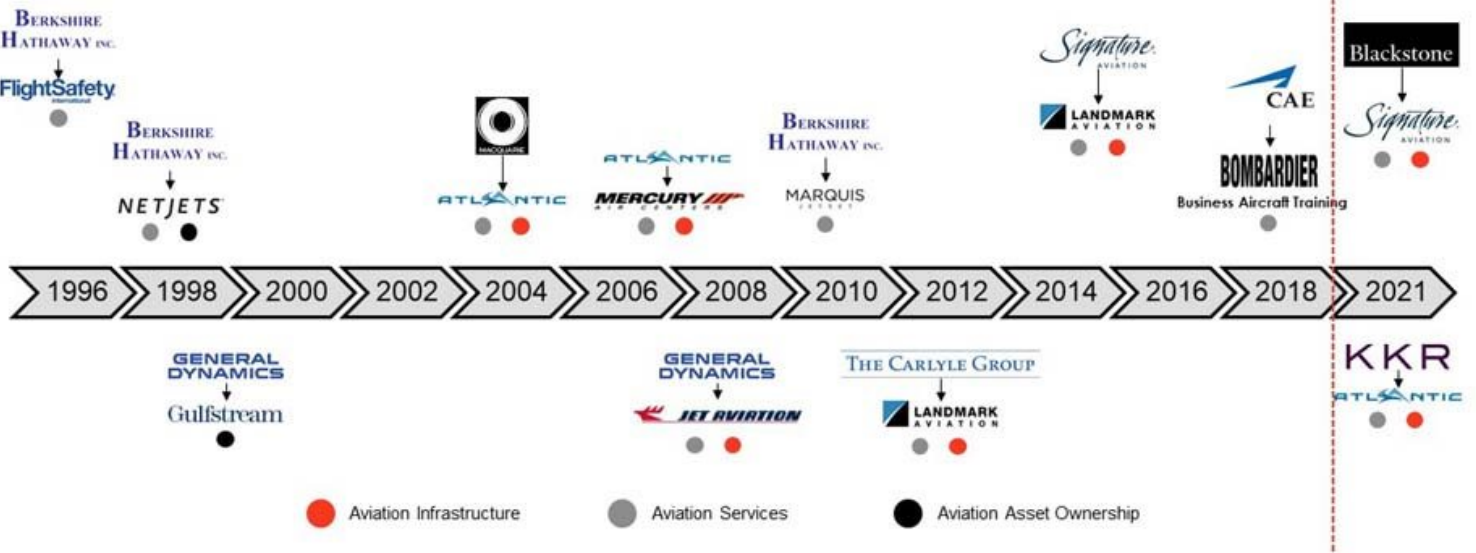 BERKSHIRE
HATHAWAY INC.
FlightSafety
international
BERKSHIRE
HATHAWAY INC.
NETJETS
MACQUARIE
ATLANTIC
ATLANTIC
MERCURY
AIR CENTERS
BERKSHIRE
HATHAWAY INC.
MARQUIS
JETSET
Signature
AVIATION
LANDMARK
AVIATION
CAE
BOMBARDIER
Business Aircraft Training
Blackstone
Signature
AVIATION
1996
1998
2000
2002
2004
2006
2008
2010
2012
2014
2016
2018
2021
GENERAL
DYNAMICS
Gulfstream
GENERAL
DYNAMICS
JET AVIATION
THE CARLYLE GROUP
LANDMARK
AVIATION
KKR
ATLANTIC
Aviation Infrastructure
Aviation Services
Aviation Asset Ownership